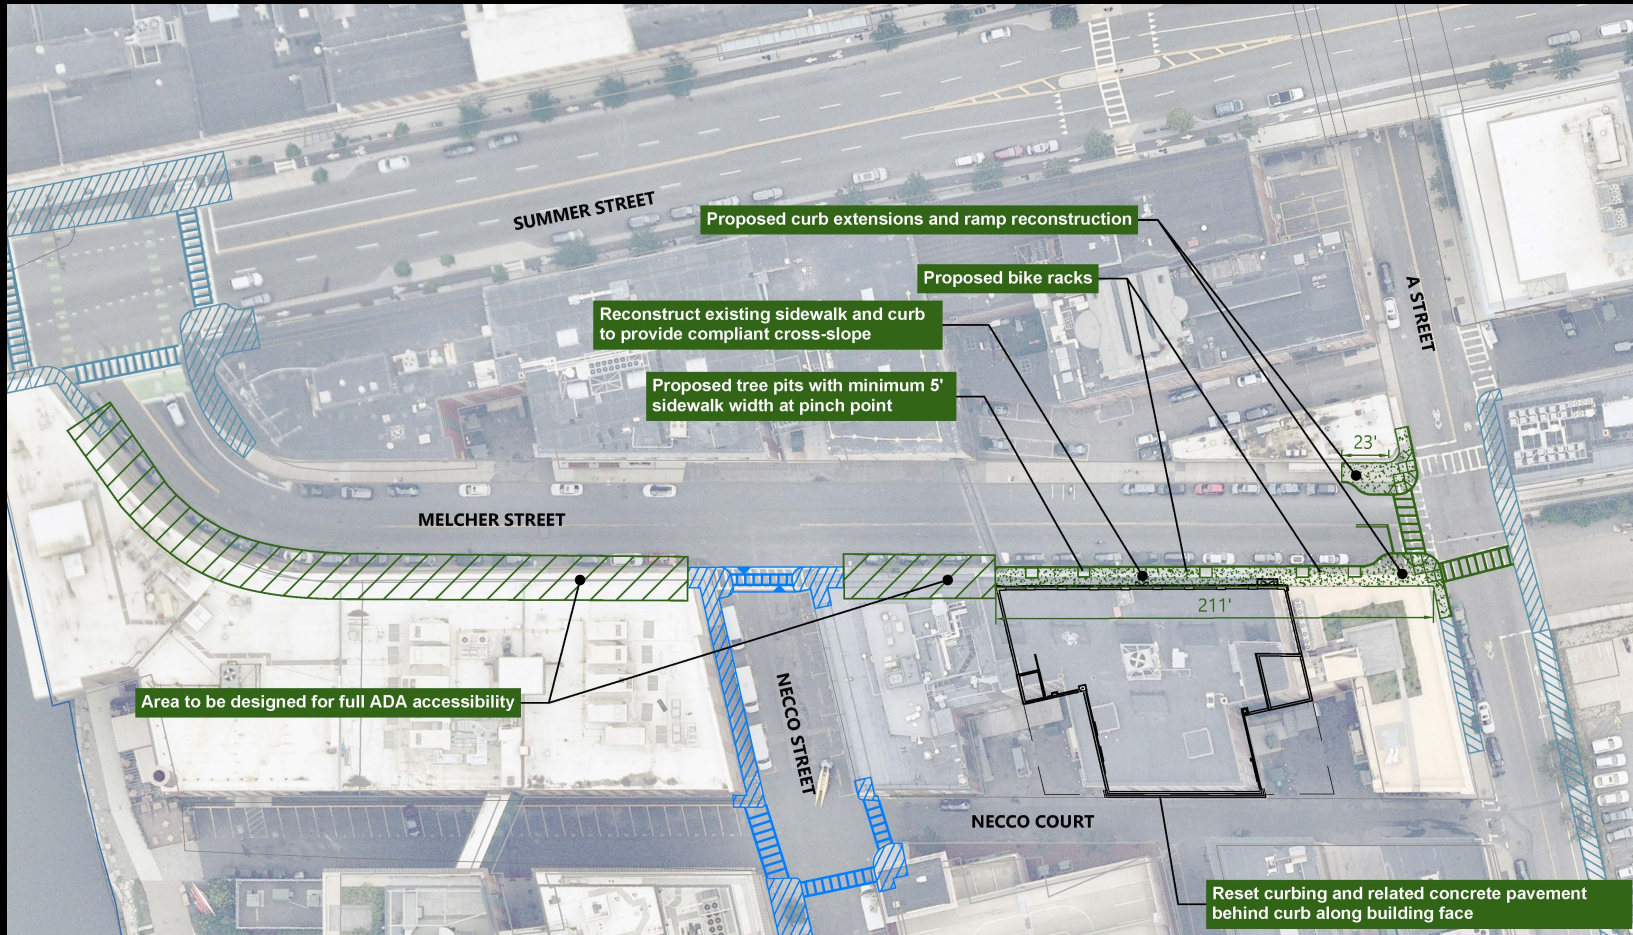 SUMMER STREET
Proposed curb extensions and ramp reconstruction
Proposed bike racks
A STREET
Reconstruct existing sidewalk and curb
to provide compliant cross-slope
Proposed tree pits with minimum 5'
sidewalk width at pinch point
23'
MELCHER STREET
211'
Area to be designed for full ADA accessibility
NECCO STREET
NECCO COURT
Reset curbing and related concrete pavement
behind curb along building face